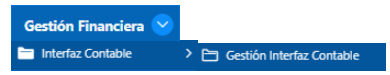 Gestión Financiera
Interfaz Contable > Gestión Interfaz Contable